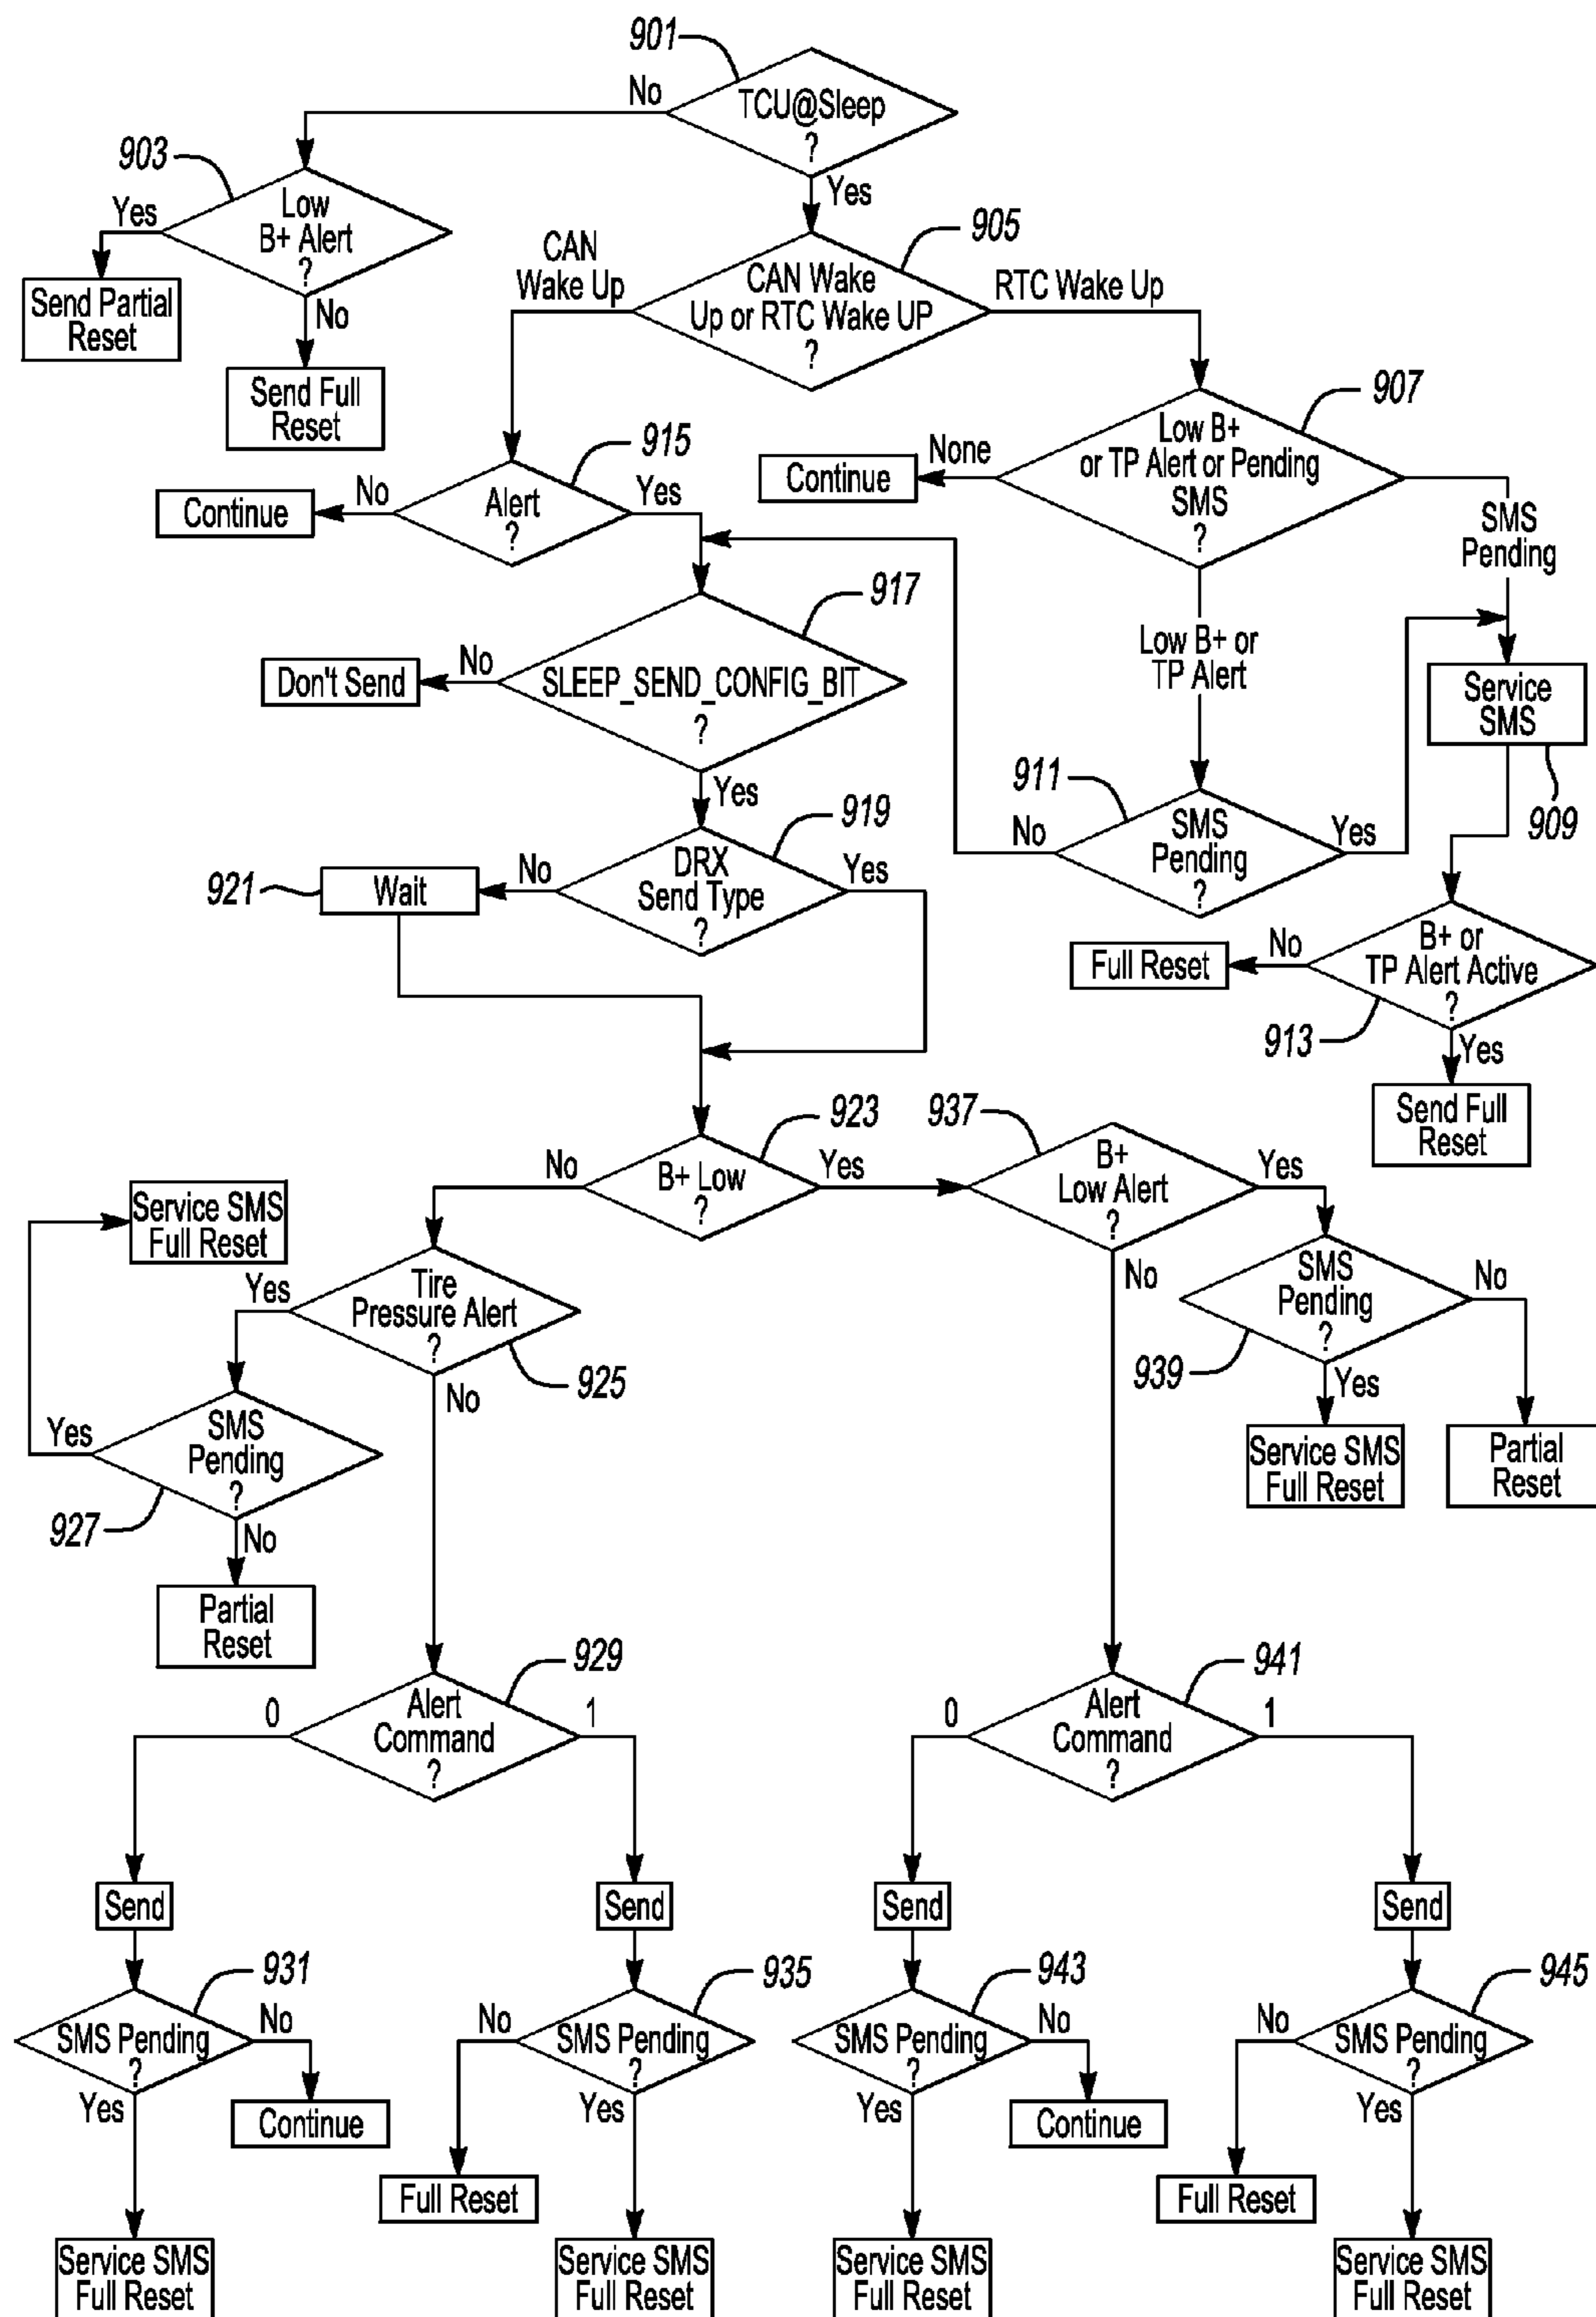 901
TCU@Sleep
?
No
Yes
903
Low
B+ Alert
?
Yes
No
Send Partial
Reset
Send Full
Reset
905
CAN Wake
Up or RTC Wake UP
?
CAN
Wake Up
RTC Wake Up
907
Low B+
or TP Alert or Pending
SMS
?
None
Continue
SMS
Pending
Low B+ or
TP Alert
915
Alert
?
No
Continue
Yes
917
SLEEP_SEND_CONFIG_BIT
?
No
Don't Send
Yes
Service
SMS
909
911
SMS
Pending
?
No
Yes
919
DRX
Send Type
?
No
Yes
921
Wait
B+ or
TP Alert Active
?
913
No
Full Reset
Yes
Send Full
Reset
923
B+ Low
?
No
Yes
937
B+
Low Alert
?
Yes
No
Service SMS
Full Reset
Tire
Pressure Alert
?
925
Yes
No
SMS
Pending
?
939
No
Yes
Service SMS
Full Reset
Partial
Reset
SMS
Pending
?
927
Yes
No
Partial
Reset
929
Alert
Command
?
0
1
941
Alert
Command
?
0
1
Send
Send
Send
Send
931
SMS Pending
?
No
Continue
Yes
Service SMS
Full Reset
935
SMS Pending
?
No
Full Reset
Yes
Service SMS
Full Reset
943
SMS Pending
?
No
Continue
Yes
Service SMS
Full Reset
945
SMS Pending
?
No
Full Reset
Yes
Service SMS
Full Reset